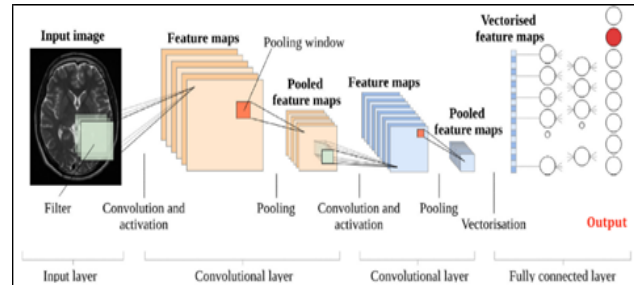 Input image
Feature maps
Pooling window
Pooled feature maps
Feature maps
Pooled
feature maps
Vectorised
feature maps
Filter
Convolution and
activation
Pooling
Convolution and
activation
Pooling
Vectorisation
Output
Input layer
Convolutional layer
Convolutional layer
Fully connected layer